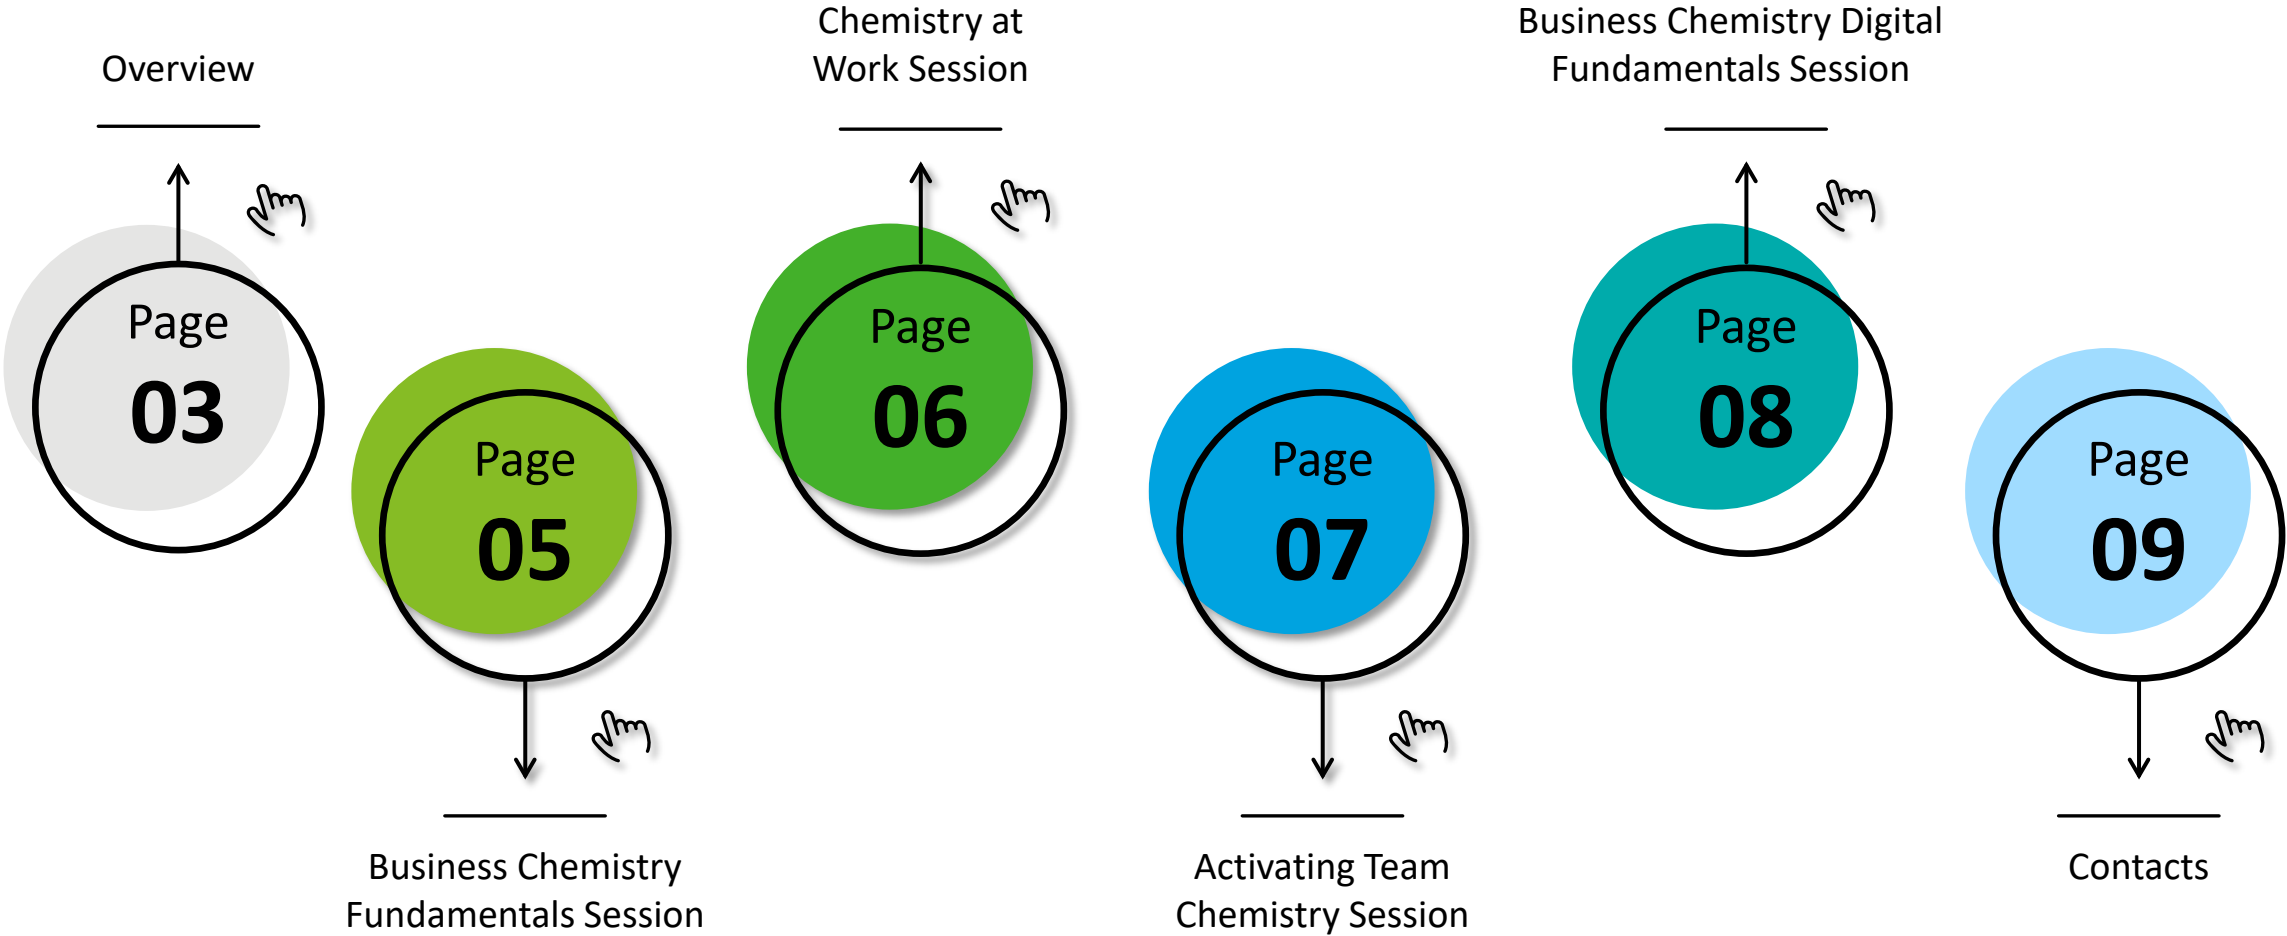 Overview
Page
03
Page
05
Business Chemistry
Fundamentals Session
Chemistry at
Work Session
Page
06
Page
07
Activating Team
Chemistry Session
Business Chemistry Digital
Fundamentals Session
Page
08
Page
09
Contacts